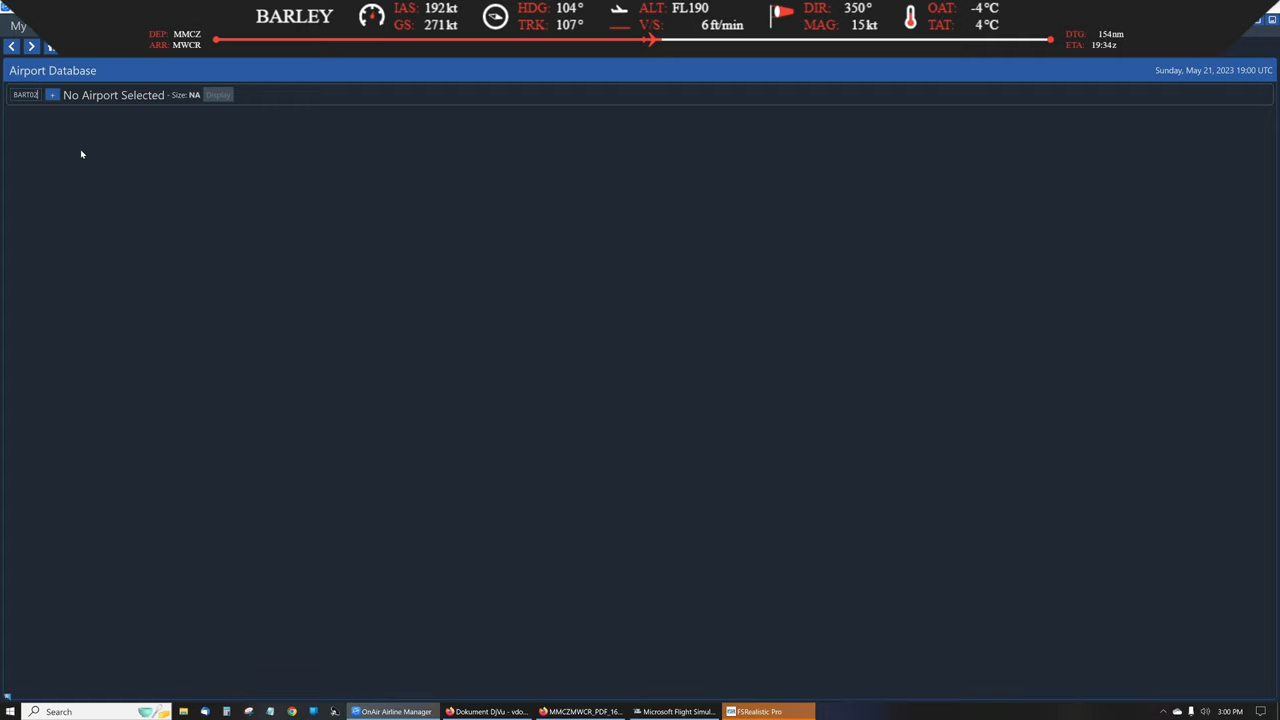 BARLEY
IAS: 192kt
GS: 271kt
HDG: 104°
TRK: 107°
ALT: FL190
V/S: 6ft/min
DIR: 350°
MAG: 15kt
OAT: -4°C
TAT: 4°C
My
DEP: MMCZ
ARR: MWCR
DTG: 154nm
ETA: 19:34z
Airport Database
Sunday, May 21, 2023 19:00 UTC
BART02 + No Airport Selected - Size: NA Display
Search
OnAir Airline Manager
Dokument DjVu - vdo...
MMCZMWCR_PDF_16...
Microsoft Flight Simul...
FSR FSRealistic Pro
3:00 PM